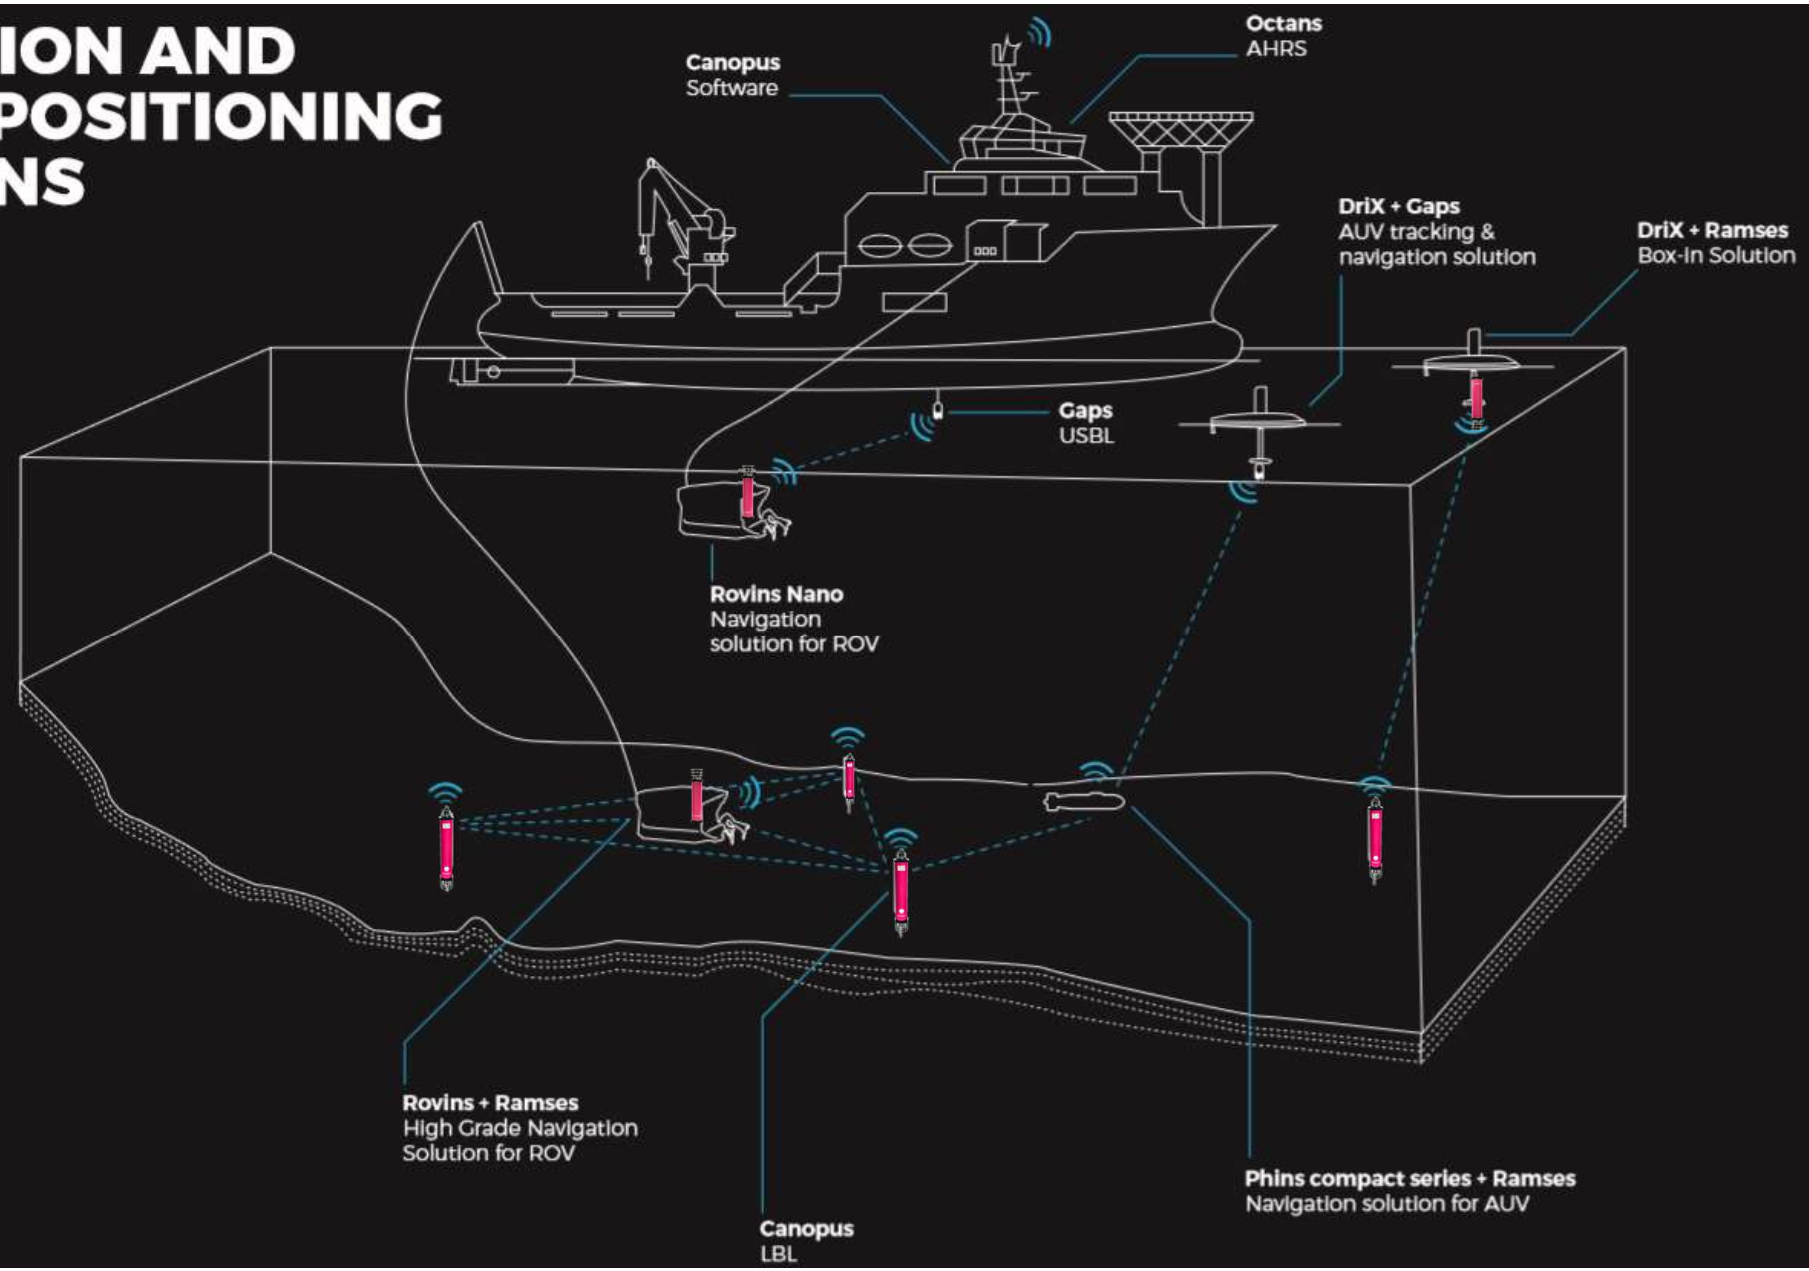 ION AND
POSITIONING
NS
Octans
AHRS
Canopus
Software
DriX + Gaps
AUV tracking &
navigation solution
DriX + Ramses
Box-in Solution
Gaps
USBL
Rovins Nano
Navigation
solution for ROV
Rovins + Ramses
High Grade Navigation
Solution for ROV
Phins compact series + Ramses
Navigation solution for AUV
Canopus
LBL